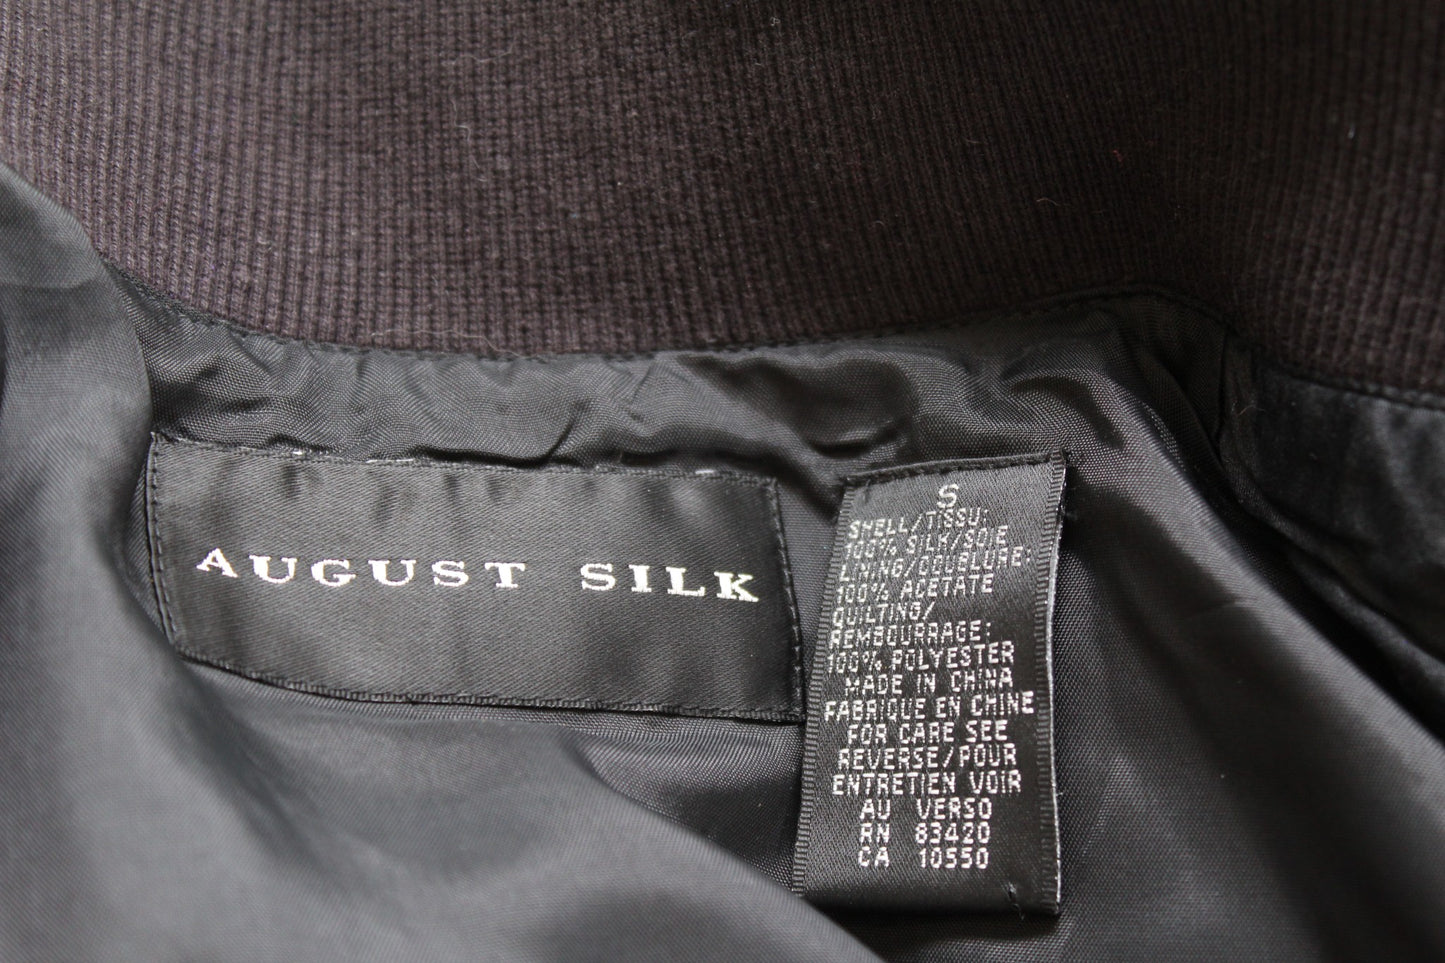 AUGUST SILK
S
SHELL/TISSU:
100% SILK/SOIE
LINING/DOUBLURE:
100% ACETATE
QUILTING/
REMBOURRAGE:
100% POLYESTER
MADE IN CHINA
FABRIQUE EN CHINE
FOR CARE SEE
REVERSE/POUR
ENTRETIEN VOIR
AU VERSO
RN 83420
CA 10550